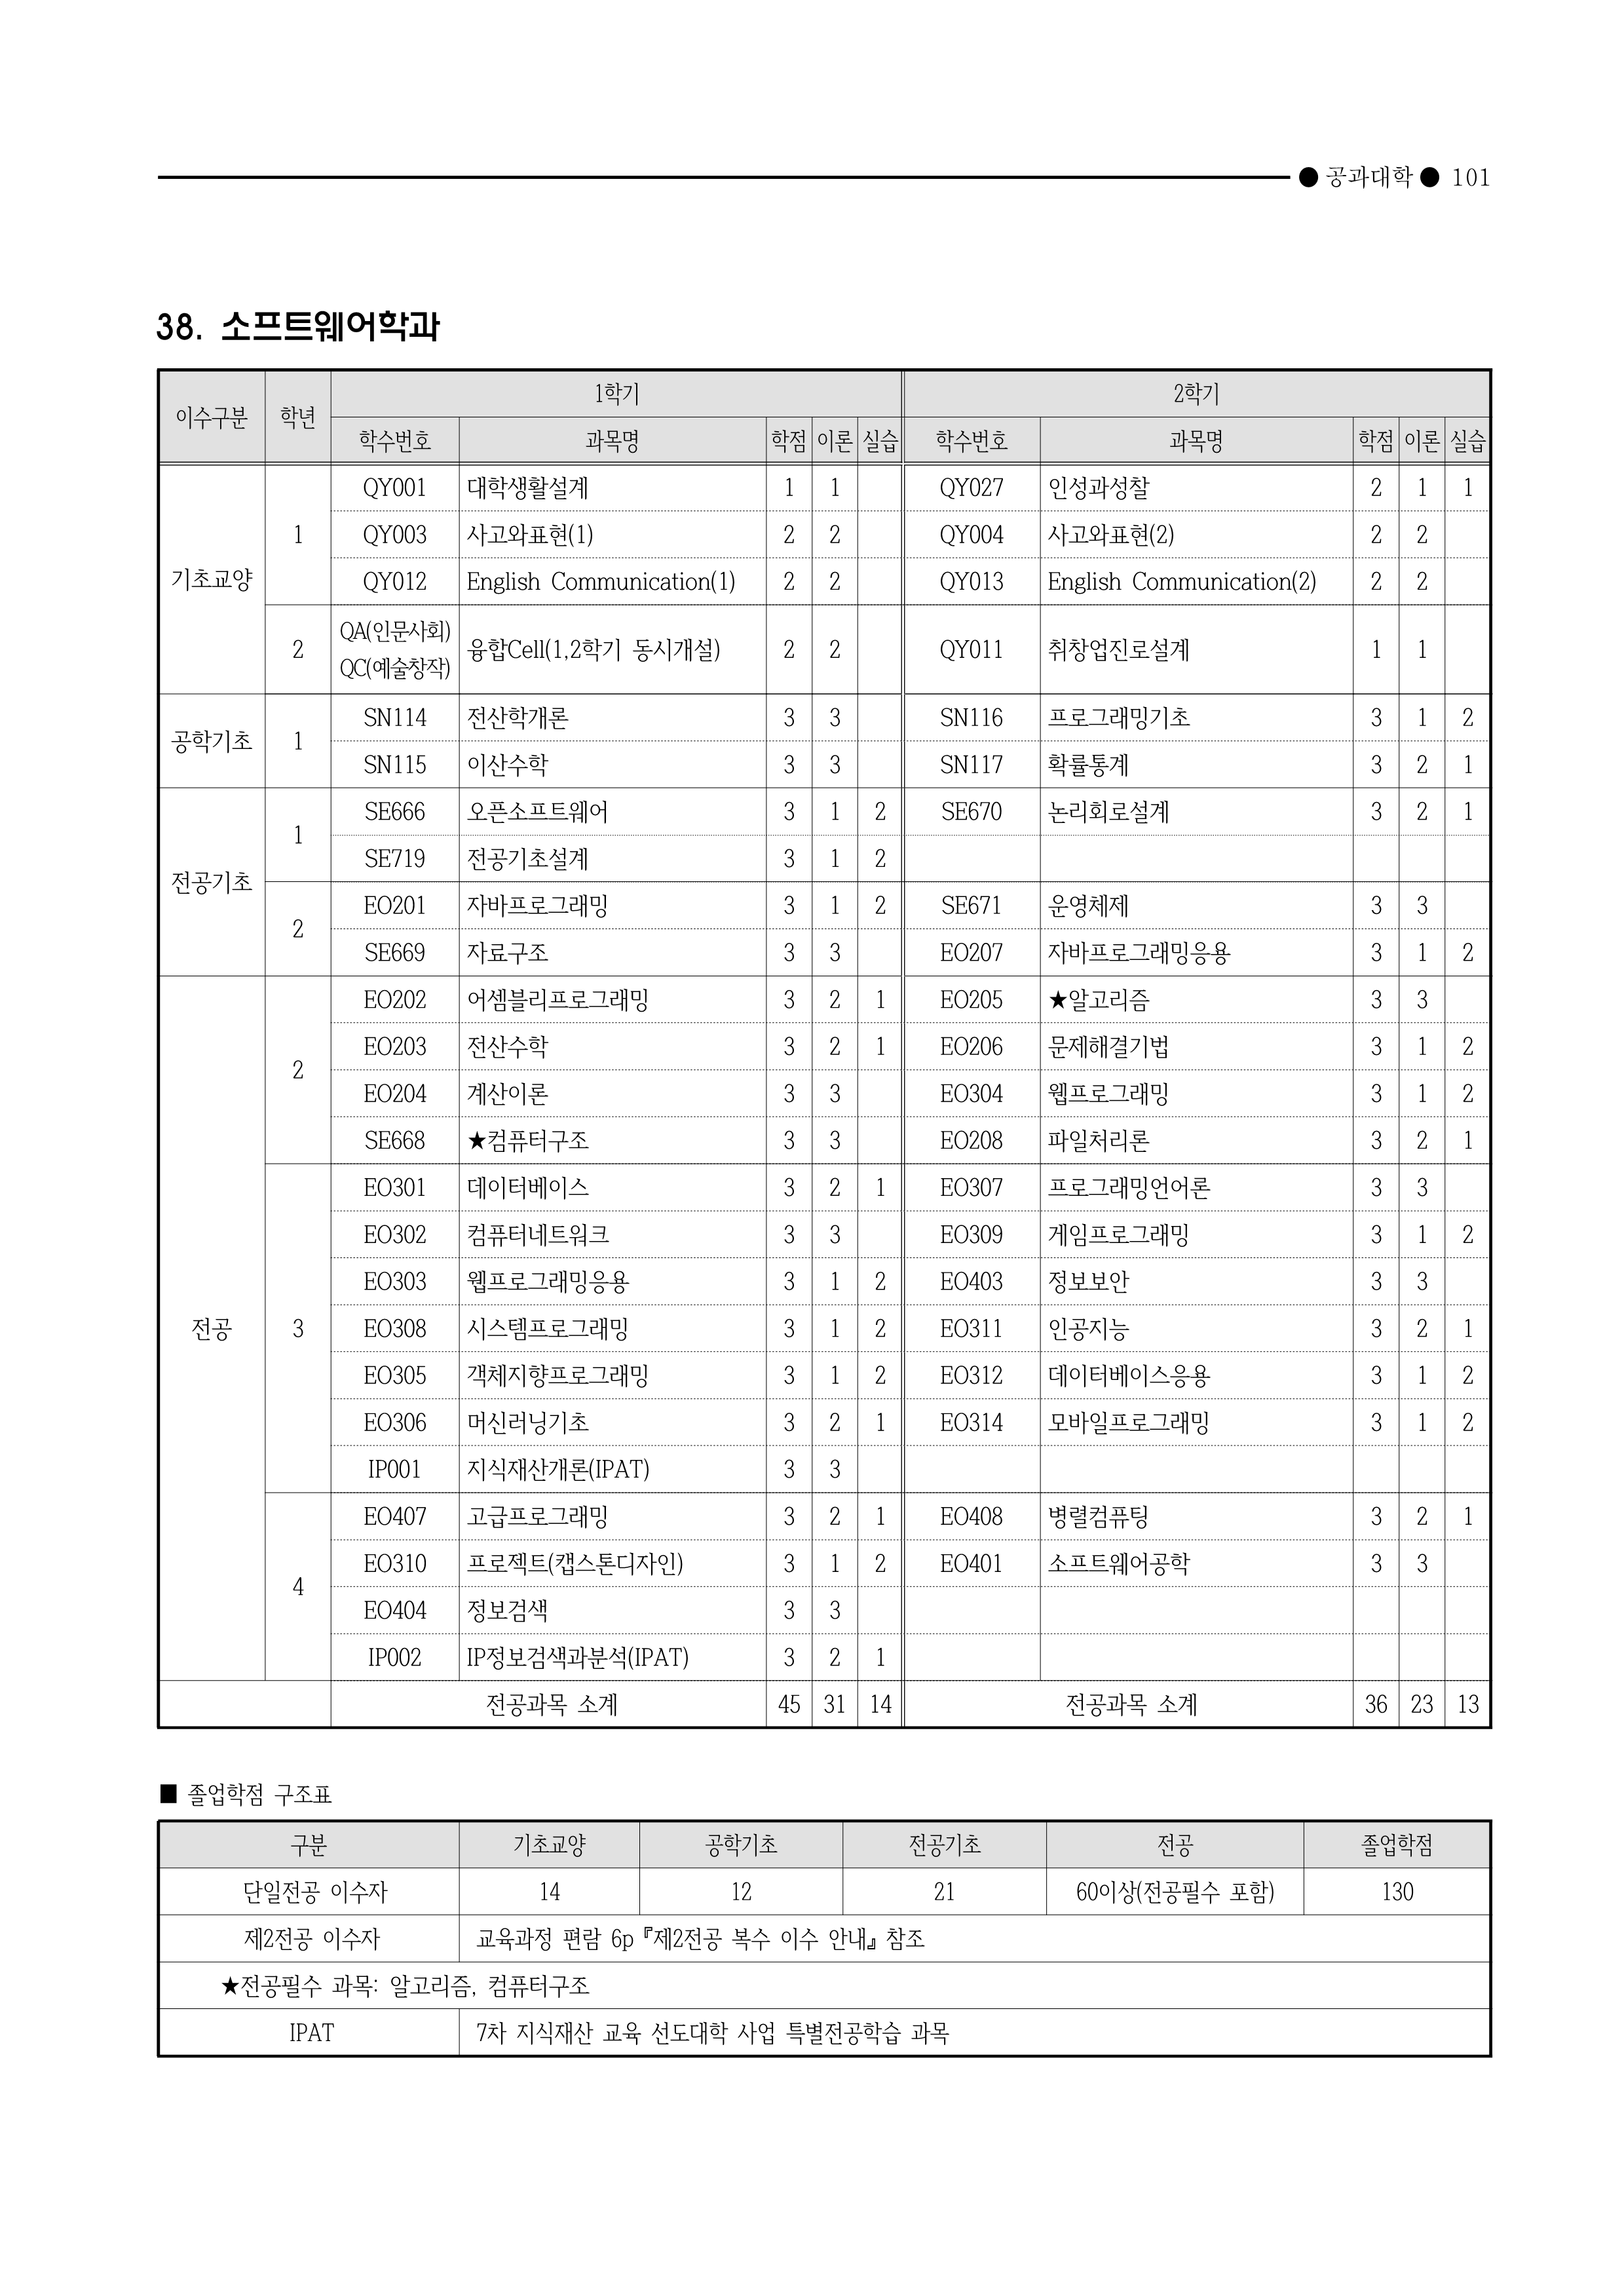 ● 공과대학 ● 101
38. 소프트웨어학과
이수구분 학년 1학기 2학기
학수번호 과목명 학점 이론 실습 학수번호 과목명 학점 이론 실습
기초교양 1 QY001 대학생활설계 1 1 QY027 인성과성찰 2 1 1
QY003 사고와표현(1) 2 2 QY004 사고와표현(2) 2 2
QY012 English Communication(1) 2 2 QY013 English Communication(2) 2 2
2 QA(인문사회) QC(예술창작) 융합Cell(1,2학기 동시개설) 2 2 QY011 취창업진로설계 1 1
공학기초 1 SN114 전산학개론 3 3 SN116 프로그래밍기초 3 1 2
SN115 이산수학 3 3 SN117 확률통계 3 2 1
전공기초 1 SE666 오픈소프트웨어 3 1 2 SE670 논리회로설계 3 2 1
SE719 전공기초설계 3 1 2
2 EO201 자바프로그래밍 3 1 2 SE671 운영체제 3 3
SE669 자료구조 3 3 EO207 자바프로그래밍응용 3 1 2
전공 2 EO202 어셈블리프로그래밍 3 2 1 EO205 ★알고리즘 3 3
EO203 전산수학 3 2 1 EO206 문제해결기법 3 1 2
EO204 계산이론 3 3 EO304 웹프로그래밍 3 1 2
SE668 ★컴퓨터구조 3 3 EO208 파일처리론 3 2 1
3 EO301 데이터베이스 3 2 1 EO307 프로그래밍언어론 3 3
EO302 컴퓨터네트워크 3 3 EO309 게임프로그래밍 3 1 2
EO303 웹프로그래밍응용 3 1 2 EO403 정보보안 3 3
EO308 시스템프로그래밍 3 1 2 EO311 인공지능 3 2 1
EO305 객체지향프로그래밍 3 1 2 EO312 데이터베이스응용 3 1 2
EO306 머신러닝기초 3 2 1 EO314 모바일프로그래밍 3 1 2
IP001 지식재산개론(IPAT) 3 3
4 EO407 고급프로그래밍 3 2 1 EO408 병렬컴퓨팅 3 2 1
EO310 프로젝트(캡스톤디자인) 3 1 2 EO401 소프트웨어공학 3 3
EO404 정보검색 3 3
IP002 IP정보검색과분석(IPAT) 3 2 1
전공과목 소계 45 31 14 전공과목 소계 36 23 13
■ 졸업학점 구조표
구분 기초교양 공학기초 전공기초 전공 졸업학점
단일전공 이수자 14 12 21 60이상(전공필수 포함) 130
제2전공 이수자 교육과정 편람 6p『제2전공 복수 이수 안내』참조
★전공필수 과목: 알고리즘, 컴퓨터구조
IPAT 7차 지식재산 교육 선도대학 사업 특별전공학습 과목